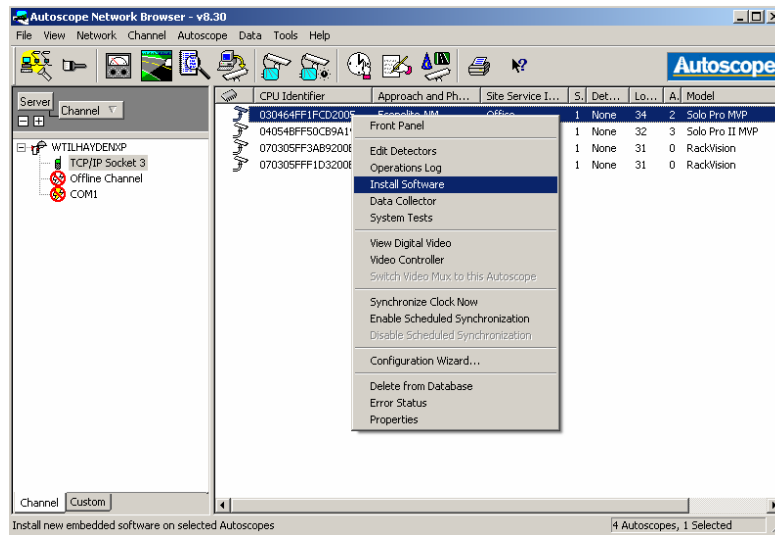 Autoscope Network Browser - v8.30
File View Network Channel Autoscope Data Tools Help
Autoscope
Server
Channel
WTILHAYDENXP
TCP/IP Socket 3
Offline Channel
COM1
CPU Identifier Approach and Ph... Site Service I... S. Det... Lo... A. Model
030464FF1FCD2005 Econolite NM Office 1 None 34 2 Solo Pro MVP
04054BFF50CB9A1 1 None 32 3 Solo Pro II MVP
070305FF3AB9200 1 None 31 0 RackVision
070305FFF1D3200 1 None 31 0 RackVision
Front Panel
Edit Detectors
Operations Log
Install Software
Data Collector
System Tests
View Digital Video
Video Controller
Switch Video Mux to this Autoscope
Synchronize Clock Now
Enable Scheduled Synchronization
Disable Scheduled Synchronization
Configuration Wizard...
Delete from Database
Error Status
Properties
Channel Custom
Install new embedded software on selected Autoscopes
4 Autoscopes, 1 Selected